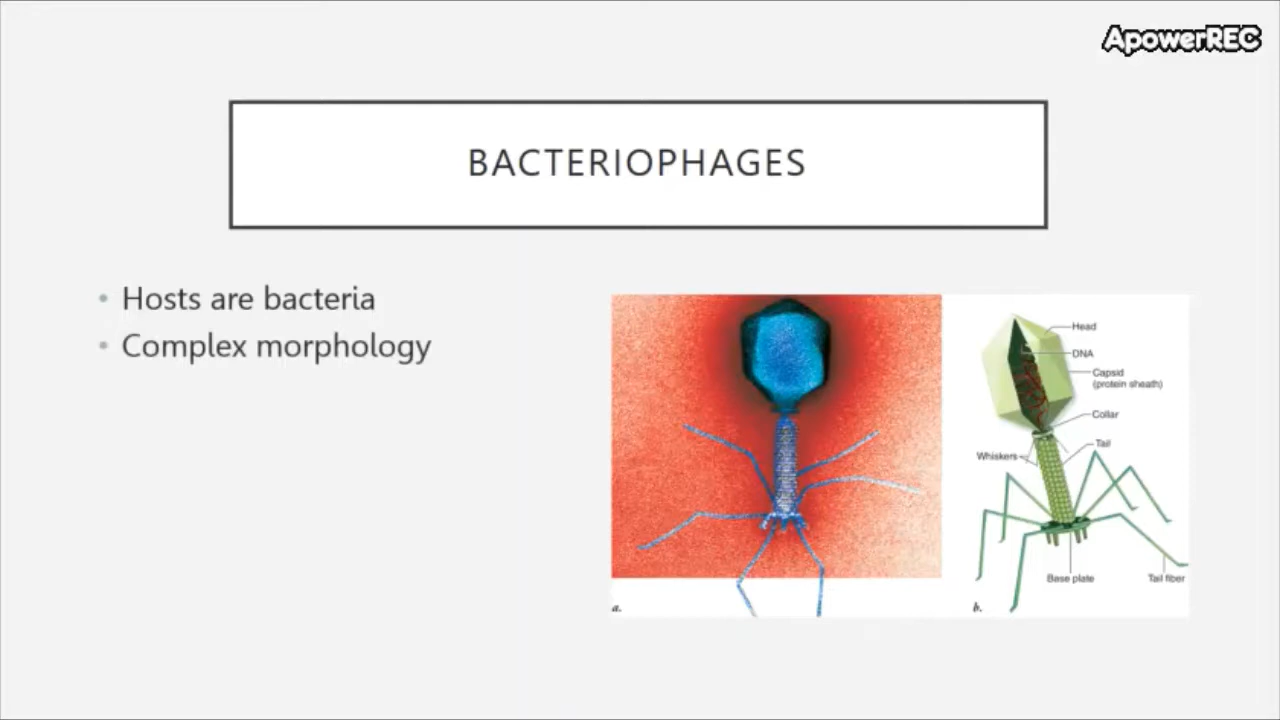 ApowerREC
BACTERIOPHAGES
• Hosts are bacteria
• Complex morphology
Head
DNA
Capsid
(protein sheath)
Collar
Tail
Whiskers
Base plate
Tail fiber
a.
b.